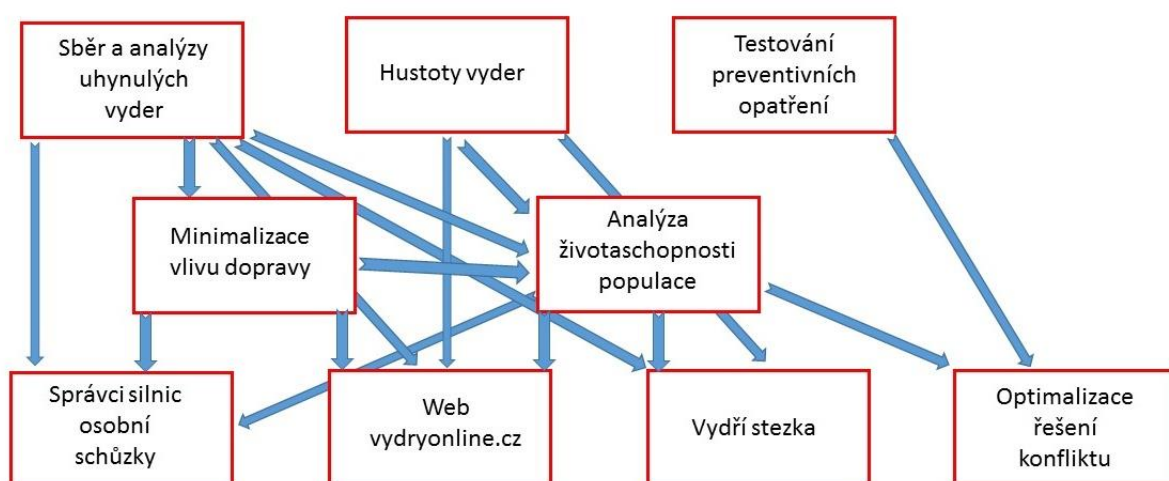 Sběr a analýzy
uhynulých
vyder
Hustoty vyder
Testování
preventivních
opatření
Minimalizace
vlivu dopravy
Analýza
životaschopnosti
populace
Správci silnic
osobní
schůzky
Web
vydryonline.cz
Vydří stezka
Optimalizace
řešení
konfliktu